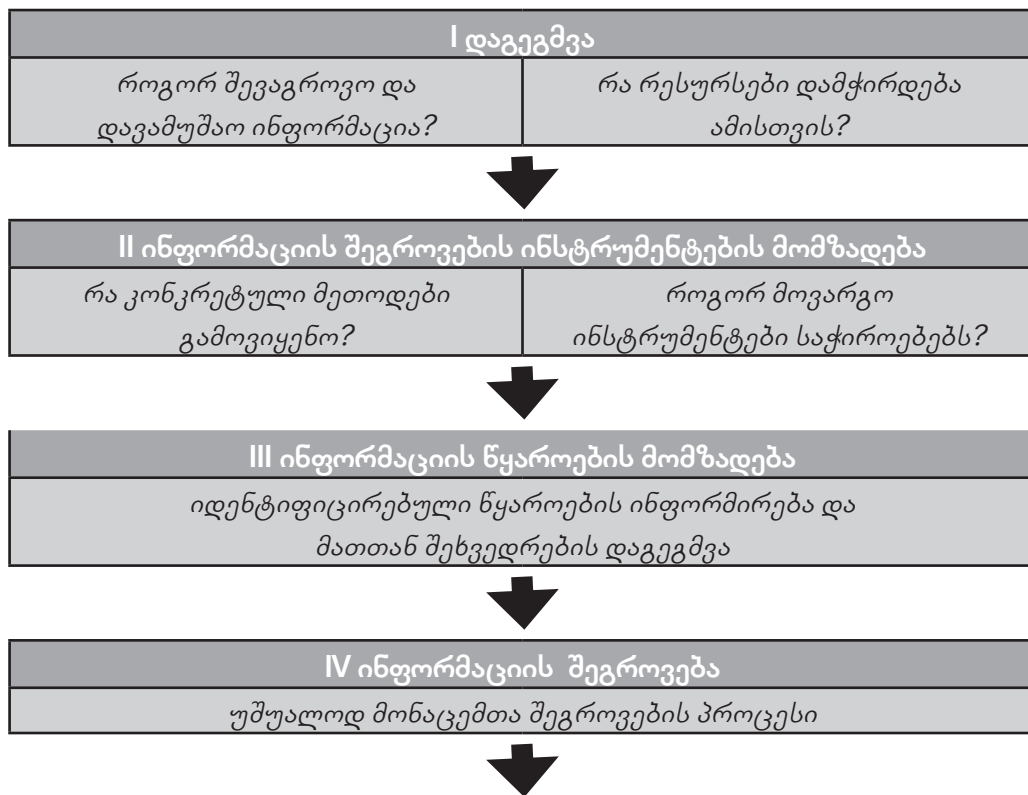 I დაგეგმვა
როგორ შევაგროვო და
დავამუშაო ინფორმაცია?
რა რესურსები დამჭირდება
ამისთვის?
II ინფორმაციის შეგროვების ინსტრუმენტების მომზადება
რა კონკრეტული მეთოდები
გამოვიყენო?
როგორ მოვარგო
ინსტრუმენტები საჭიროებებს?
III ინფორმაციის წყაროების მომზადება
იდენტიფიცირებული წყაროების ინფორმირება და
მათთან შეხვედრების დაგეგმვა
IV ინფორმაციის შეგროვება
უშუალოდ მონაცემთა შეგროვების პროცესი